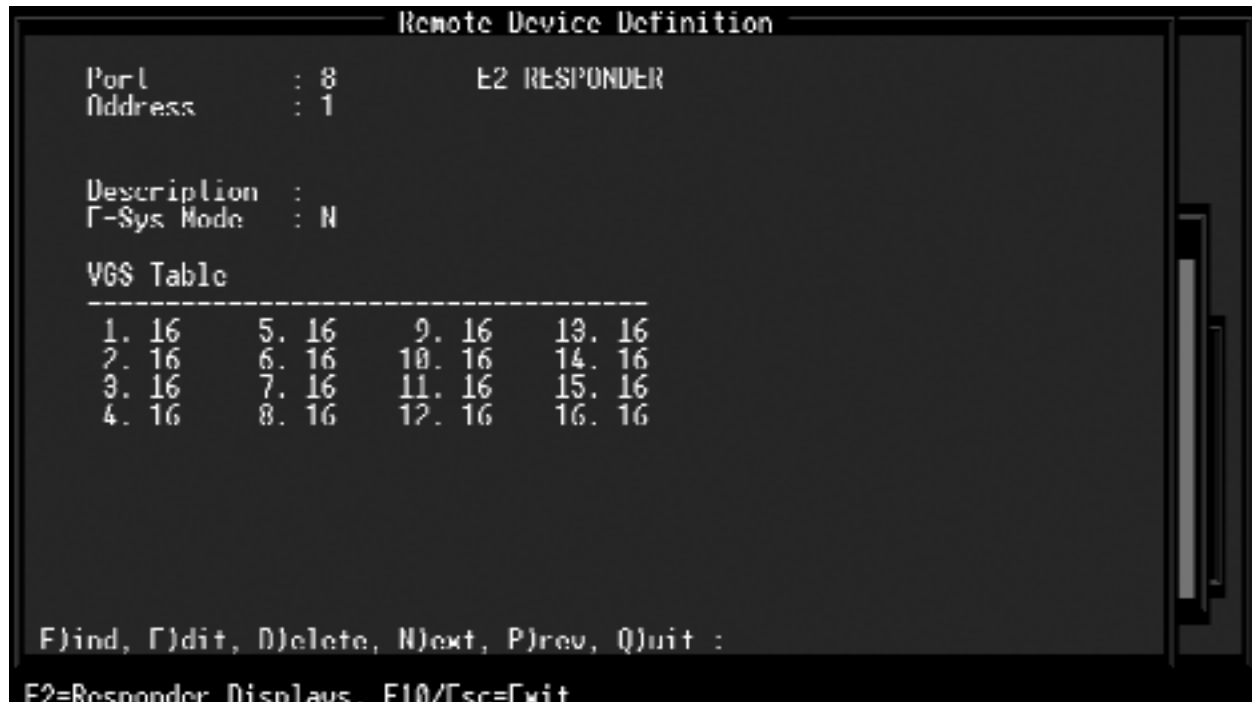 Remote Device Definition
Port : 8 E2 RESPONDER
Address : 1
Description :
F-Sys Mode : N
VGS Table
------------------------------------
1. 16 5. 16 9. 16 13. 16
2. 16 6. 16 10. 16 14. 16
3. 16 7. 16 11. 16 15. 16
4. 16 8. 16 12. 16 16. 16
F)ind, E)dit, D)elete, N)ext, P)rev, Q)uit :
F2=Responder Displays, F10/Esc=Exit